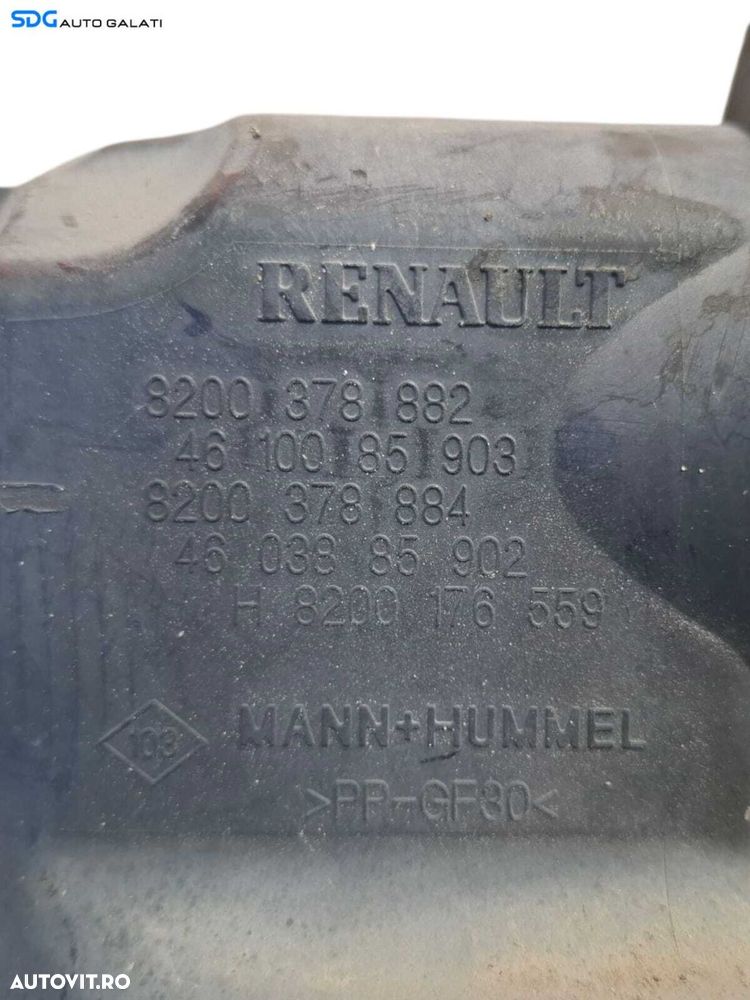 SDG AUTO GALATI
RENAULT
8200 378 882
46 100 85 903
8200 378 884
46 038 85 902
H 8200 176 559
103 MANN+HUMMEL
>PP-GF30<
AUTOVIT.RO